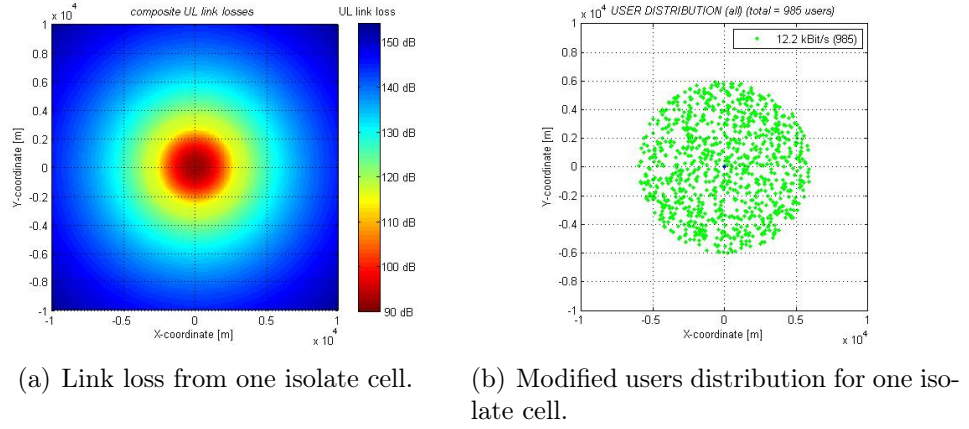 composite UL link losses
UL link loss
x 10^4
1
0.8
0.6
0.4
0.2
0
-0.2
-0.4
-0.6
-0.8
-1
Y-coordinate [m]
-1 -0.5 0 0.5 1
X-coordinate [m]
x 10^4
150 dB
140 dB
130 dB
120 dB
110 dB
100 dB
90 dB
x 10^4
USER DISTRIBUTION (all) (total = 985 users)
12.2 kBit/s (985)
1
0.8
0.6
0.4
0.2
0
-0.2
-0.4
-0.6
-0.8
-1
Y-coordinate [m]
-1 -0.5 0 0.5 1
X-coordinate [m]
x 10^4
(a) Link loss from one isolate cell.
(b) Modified users distribution for one iso-
late cell.